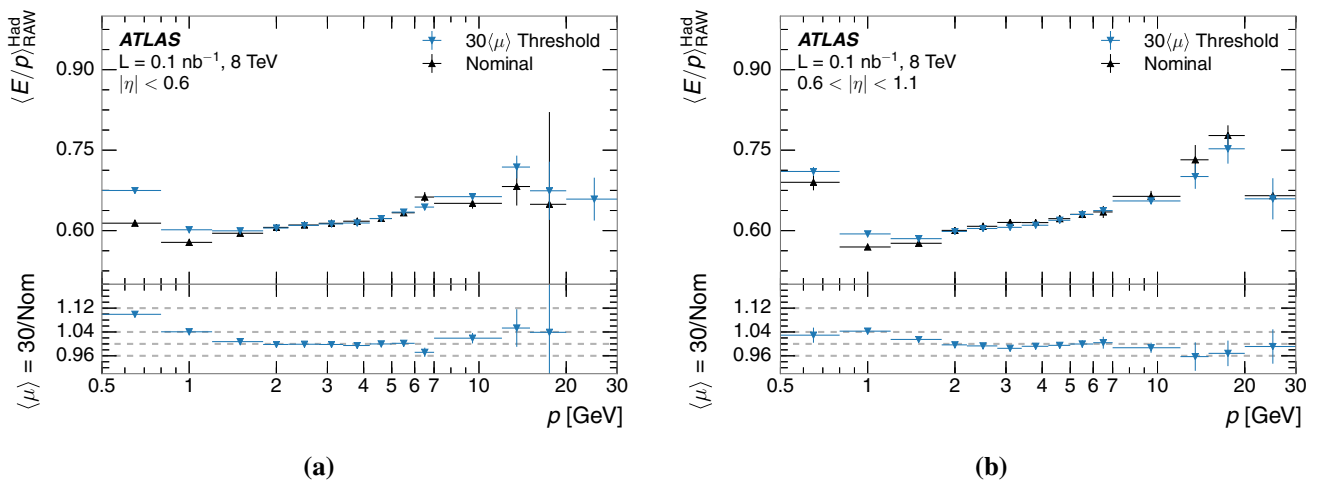 ⟨E/p⟩ Had RAW
ATLAS
L = 0.1 nb⁻¹, 8 TeV
|η| < 0.6
30⟨μ⟩ Threshold
Nominal
0.90
0.75
0.60
⟨μ⟩ = 30/Nom
1.12
1.04
0.96
0.5 1 2 3 4 5 6 7 10 20 30
p [GeV]
(a)
⟨E/p⟩ Had RAW
ATLAS
L = 0.1 nb⁻¹, 8 TeV
0.6 < |η| < 1.1
30⟨μ⟩ Threshold
Nominal
0.90
0.75
0.60
⟨μ⟩ = 30/Nom
1.12
1.04
0.96
0.5 1 2 3 4 5 6 7 10 20 30
p [GeV]
(b)